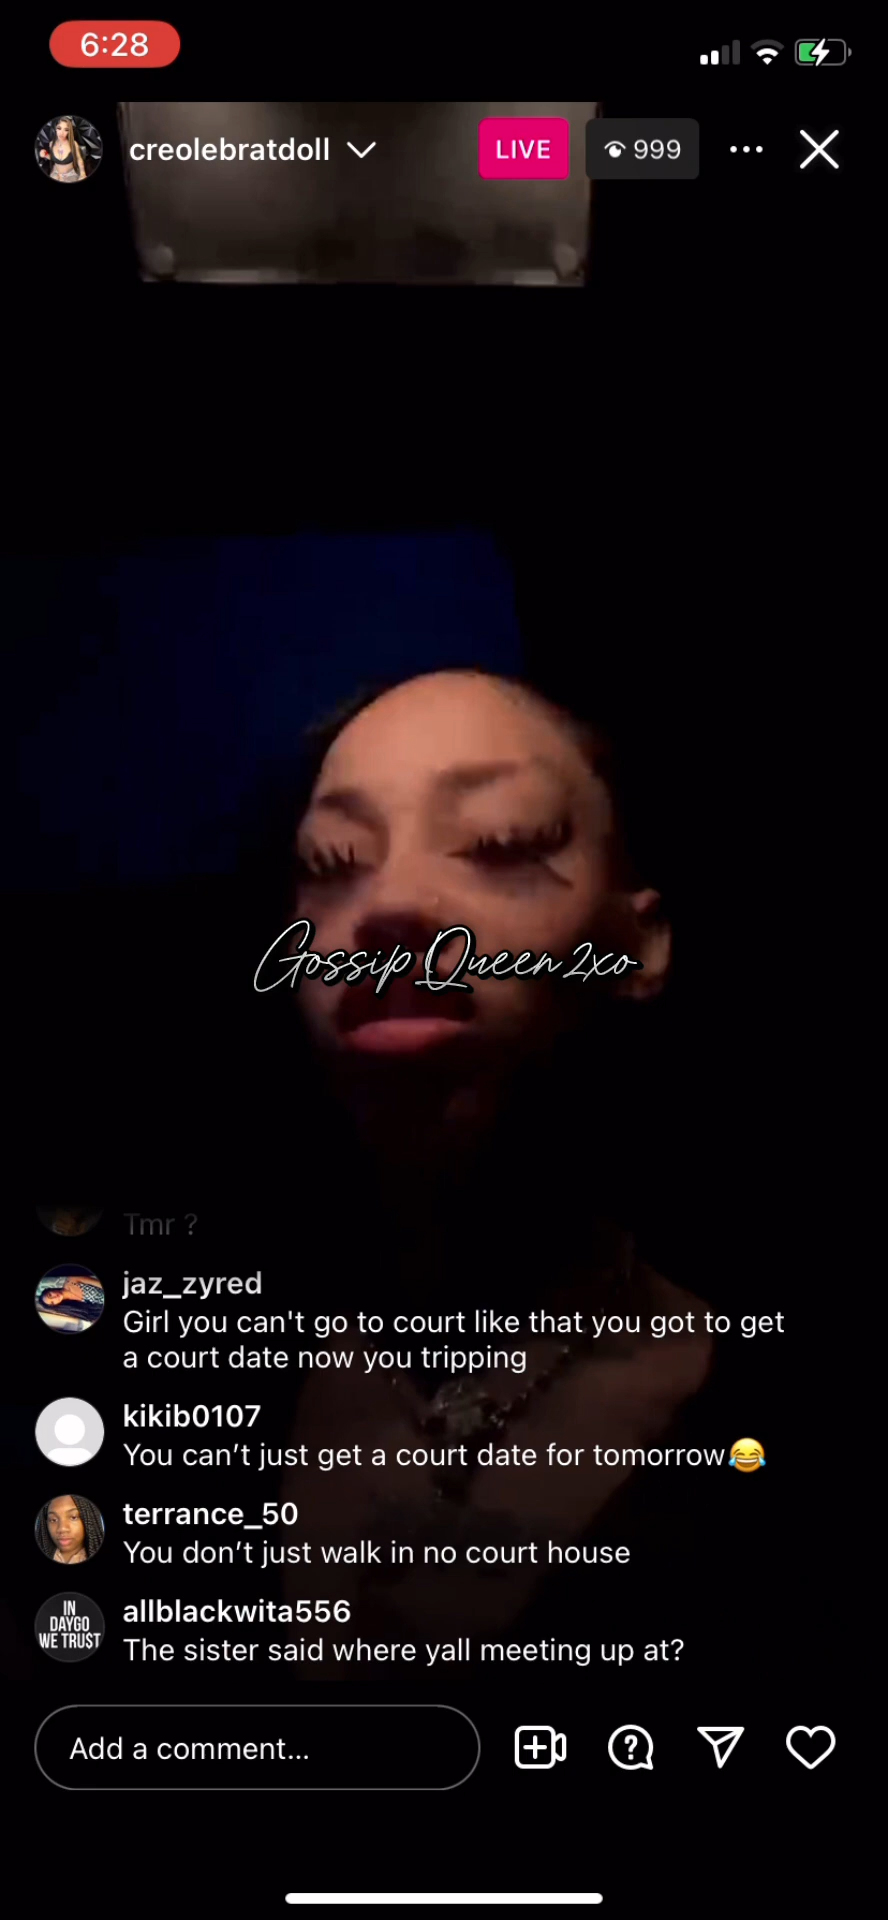 6:28
creolebratdoll
LIVE
999
Gossip Queen 2xo
Tmr ?
jaz_zyred
Girl you can't go to court like that you got to get
a court date now you tripping
kikib0107
You can’t just get a court date for tomorrow😂
terrance_50
You don’t just walk in no court house
IN
DAYGO
WE TRU$T
allblackwita556
The sister said where yall meeting up at?
Add a comment...